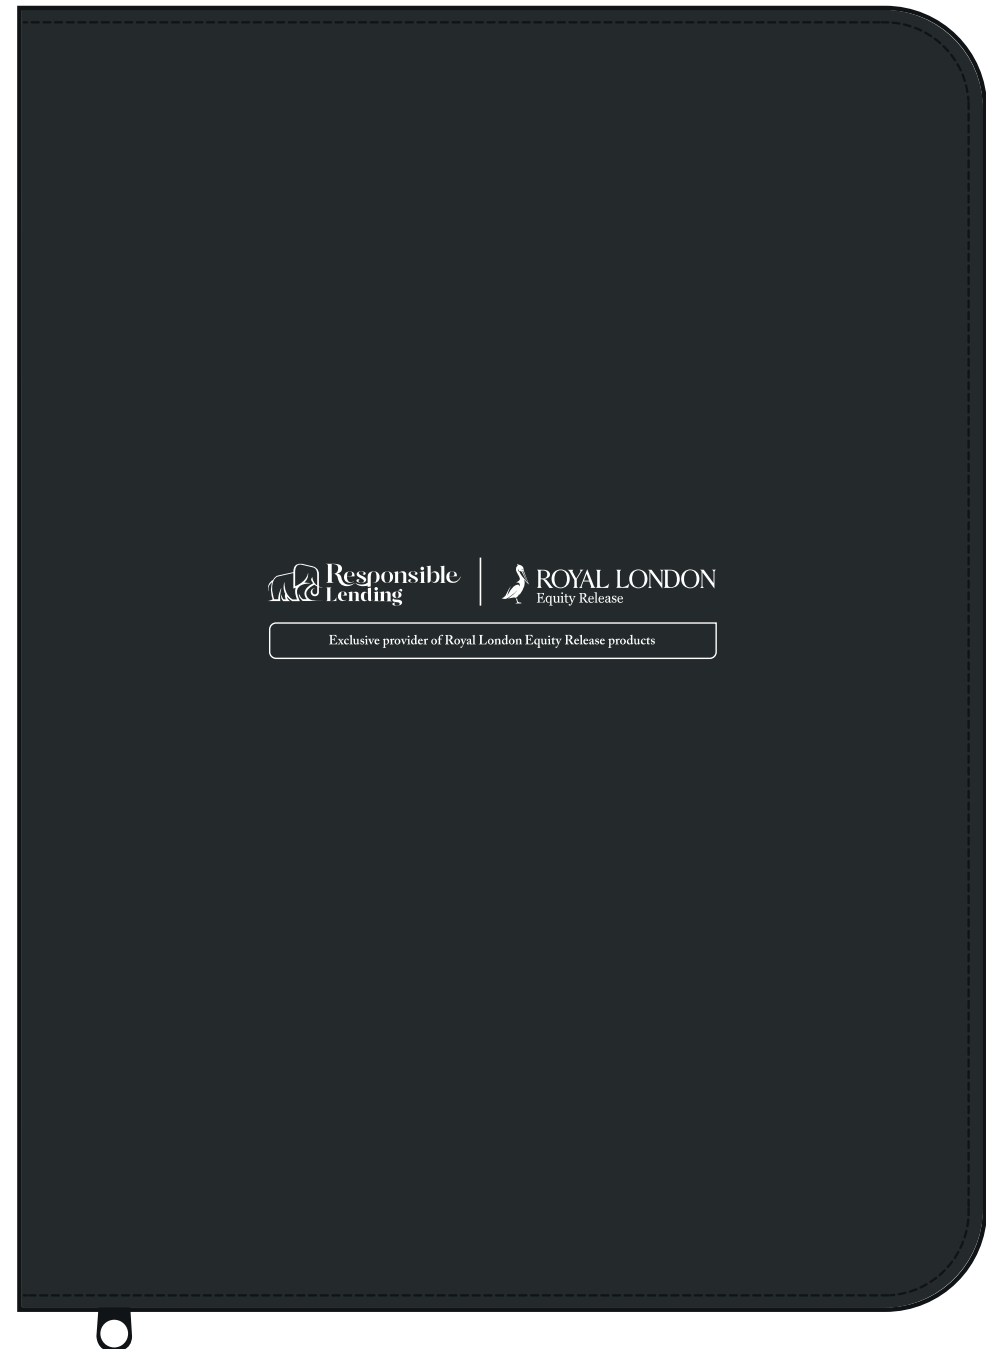 Responsible
Lending
ROYAL LONDON
Equity Release
Exclusive provider of Royal London Equity Release products